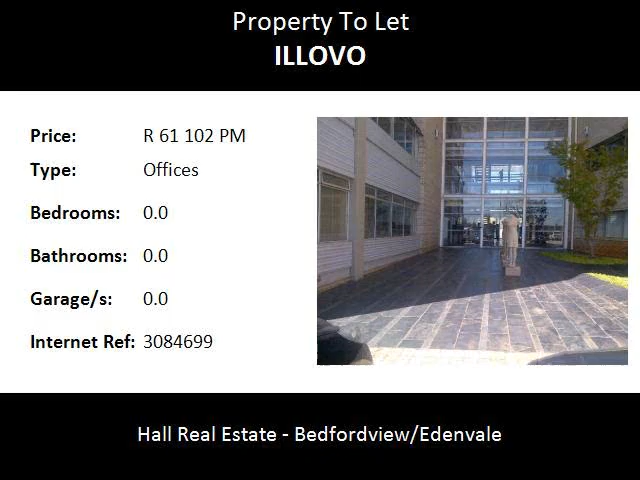 Property To Let
ILLOVO
Price: R 61 102 PM
Type: Offices
Bedrooms: 0.0
Bathrooms: 0.0
Garage/s: 0.0
Internet Ref: 3084699
Hall Real Estate - Bedfordview/Edenvale